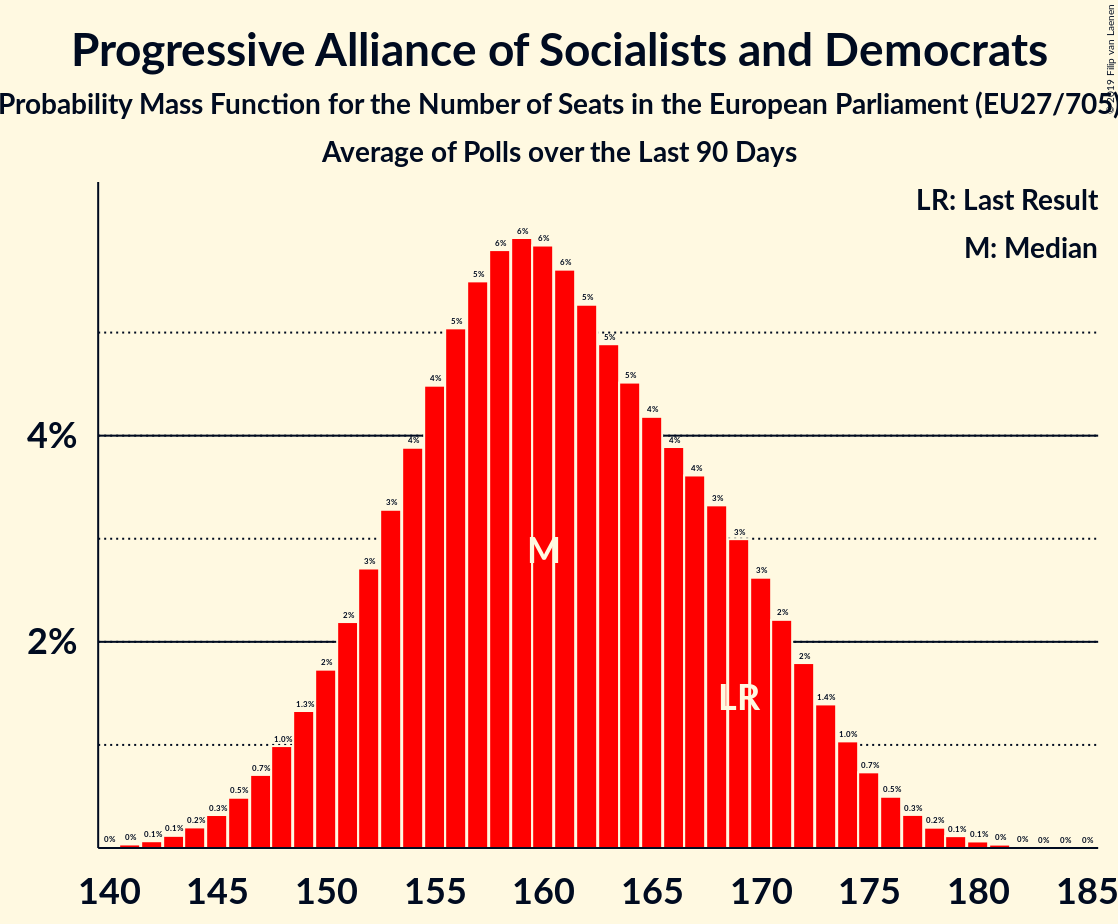 Progressive Alliance of Socialists and Democrats
Probability Mass Function for the Number of Seats in the European Parliament (EU27/705)
Average of Polls over the Last 90 Days
© 2019 Filip van Laenen
LR: Last Result
M: Median
4%
2%
0% 0% 0.1% 0.1% 0.2% 0.3% 0.5% 0.7% 1.0% 1.3% 2% 2% 3% 3% 4% 4% 5% 5% 6% 6% 6% 6% 5% 5% 5% 4% 4% 4% 3% 3% 3% 2% 2% 1.4% 1.0% 0.7% 0.5% 0.3% 0.2% 0.1% 0.1% 0% 0% 0% 0% 0%
M
LR
140 145 150 155 160 165 170 175 180 185